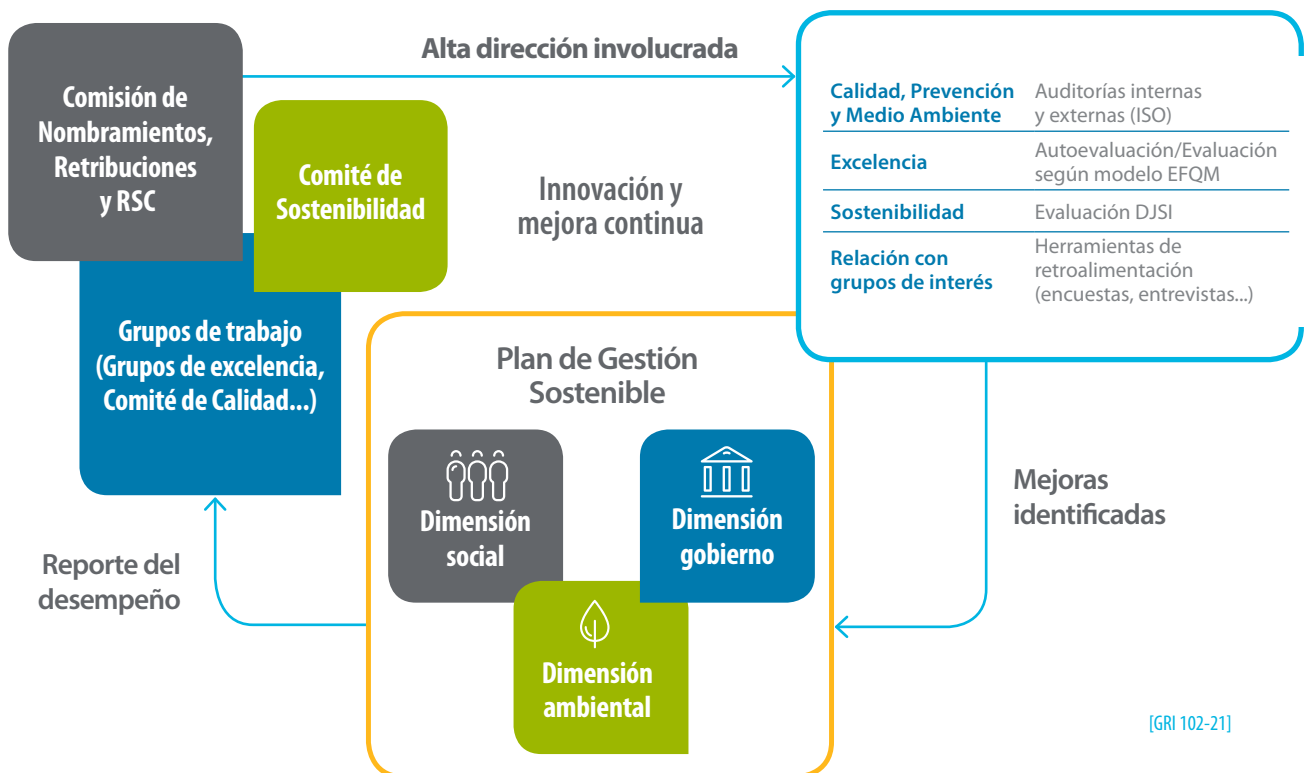 Alta dirección involucrada
Comisión de
Nombramientos,
Retribuciones
y RSC
Comité de
Sostenibilidad
Grupos de trabajo
(Grupos de excelencia,
Comité de Calidad...)
Innovación y
mejora continua
Calidad, Prevención
y Medio Ambiente
Auditorías internas
y externas (ISO)
Excelencia
Autoevaluación/Evaluación
según modelo EFQM
Sostenibilidad
Evaluación DJSI
Relación con
grupos de interés
Herramientas de
retroalimentación
(encuestas, entrevistas...)
Plan de Gestión
Sostenible
Dimensión
social
Dimensión
gobierno
Dimensión
ambiental
Mejoras
identificadas
Reporte del
desempeño
[GRI 102-21]